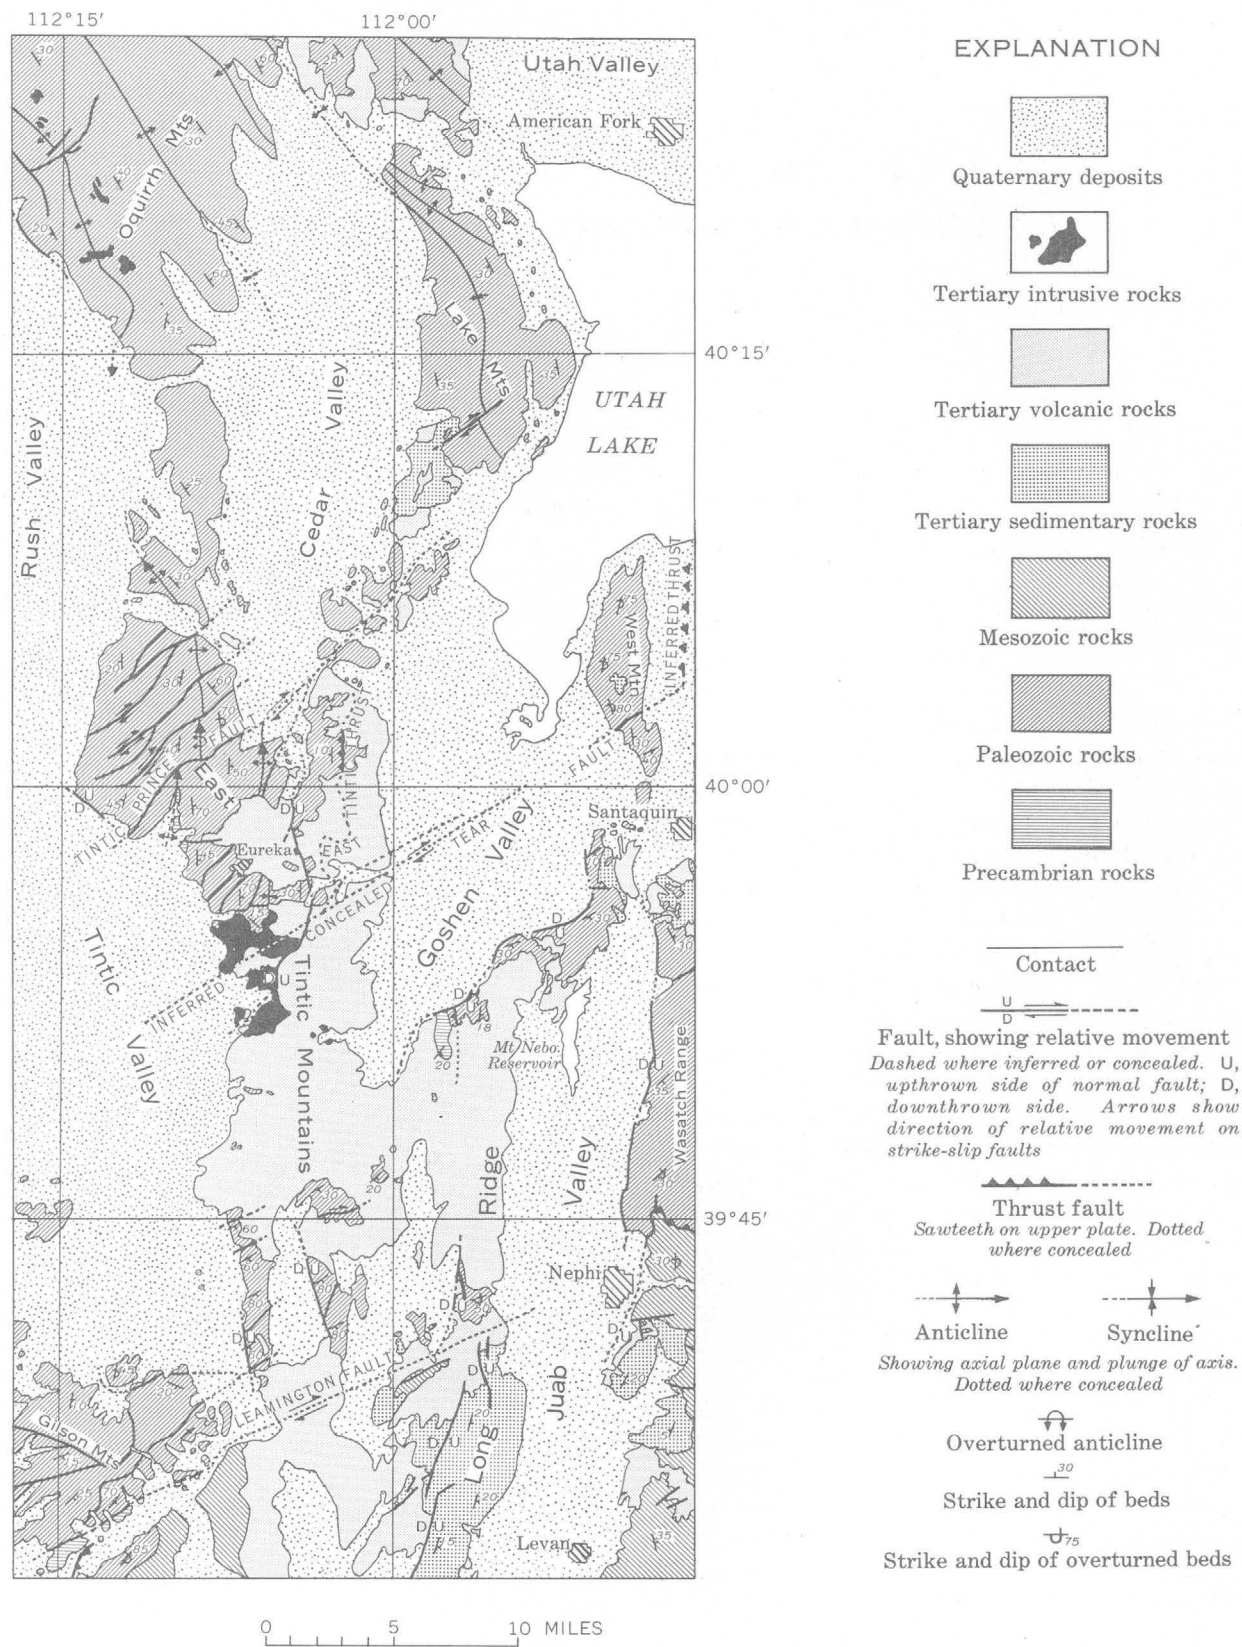 112°15′
112°00′
EXPLANATION
Utah Valley
American Fork
Oquirrh Mts
Quaternary deposits
Tertiary intrusive rocks
Lake Mts
40°15′
Tertiary volcanic rocks
UTAH
LAKE
Rush Valley
Cedar Valley
Tertiary sedimentary rocks
INFERRED THRUST
West Mtn
Mesozoic rocks
Paleozoic rocks
TINTIC PRINCE FAULT
EAST TINTIC THRUST
FAULT
40°00′
Santaquin
East Tintic Mountains
Eureka
INFERRED CONCEALED TEAR FAULT
Goshen Valley
Precambrian rocks
Tintic Valley
Contact
U
D
Fault, showing relative movement
Dashed where inferred or concealed. U,
upthrown side of normal fault; D,
downthrown side. Arrows show
direction of relative movement on
strike-slip faults
Mt Nebo
Reservoir
Wasatch Range
Thrust fault
Sawteeth on upper plate. Dotted
where concealed
39°45′
Nephi
Anticline
Syncline
Showing axial plane and plunge of axis.
Dotted where concealed
LEAMINGTON FAULT
Long Ridge
Juab Valley
Gilson Mts
Overturned anticline
30
Strike and dip of beds
75
Strike and dip of overturned beds
Levan
0 5 10 MILES